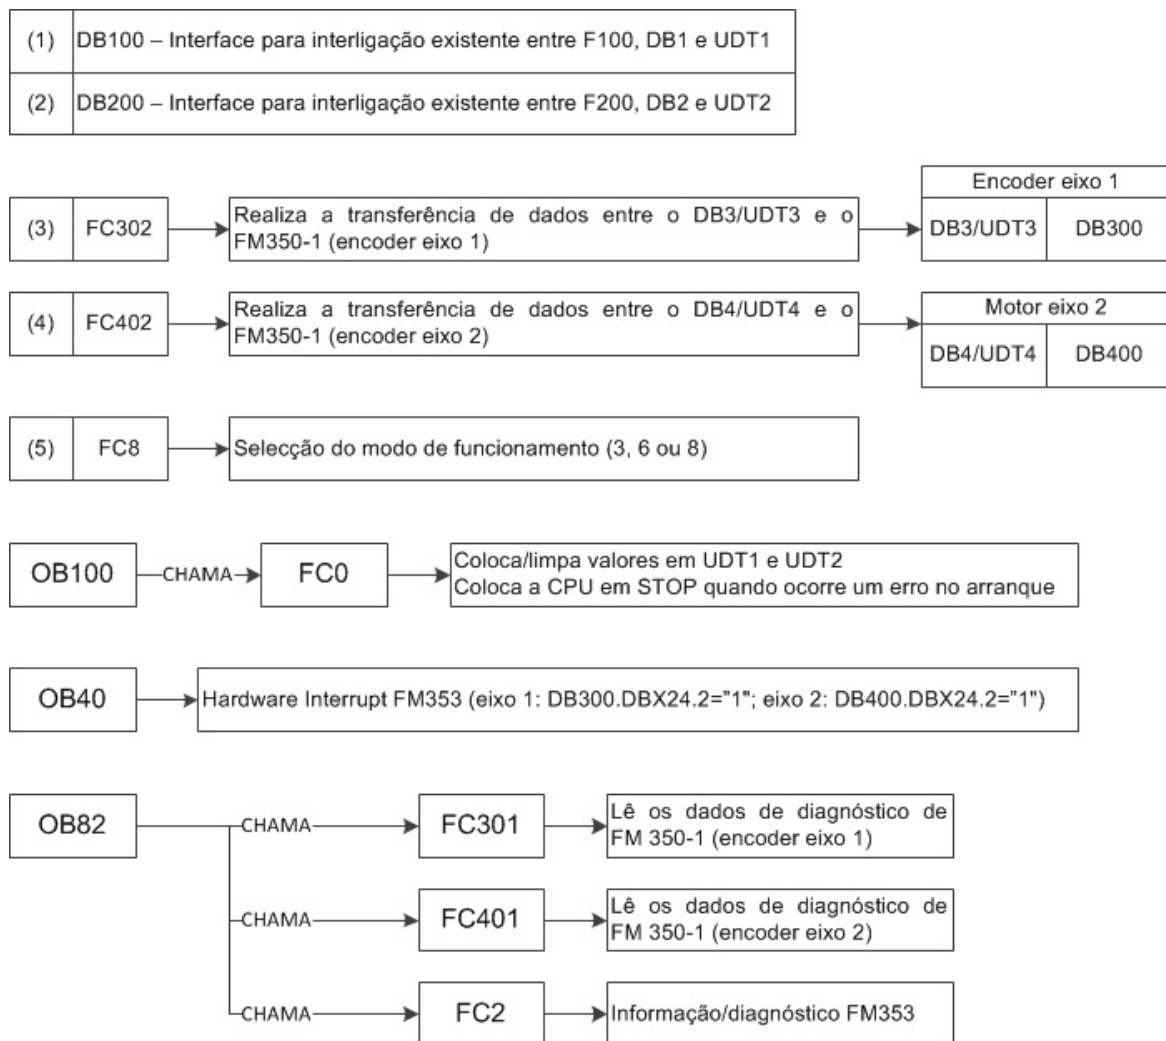 (1) DB100 – Interface para interligação existente entre F100, DB1 e UDT1
(2) DB200 – Interface para interligação existente entre F200, DB2 e UDT2
Encoder eixo 1
(3) FC302 Realiza a transferência de dados entre o DB3/UDT3 e o
FM350-1 (encoder eixo 1)
DB3/UDT3 DB300
(4) FC402 Realiza a transferência de dados entre o DB4/UDT4 e o
FM350-1 (encoder eixo 2)
Motor eixo 2
DB4/UDT4 DB400
(5) FC8 Selecção do modo de funcionamento (3, 6 ou 8)
OB100 CHAMA FC0 Coloca/limpa valores em UDT1 e UDT2
Coloca a CPU em STOP quando ocorre um erro no arranque
OB40 Hardware Interrupt FM353 (eixo 1: DB300.DBX24.2="1"; eixo 2: DB400.DBX24.2="1")
OB82 CHAMA FC301 Lê os dados de diagnóstico de
FM 350-1 (encoder eixo 1)
CHAMA FC401 Lê os dados de diagnóstico de
FM 350-1 (encoder eixo 2)
CHAMA FC2 Informação/diagnóstico FM353